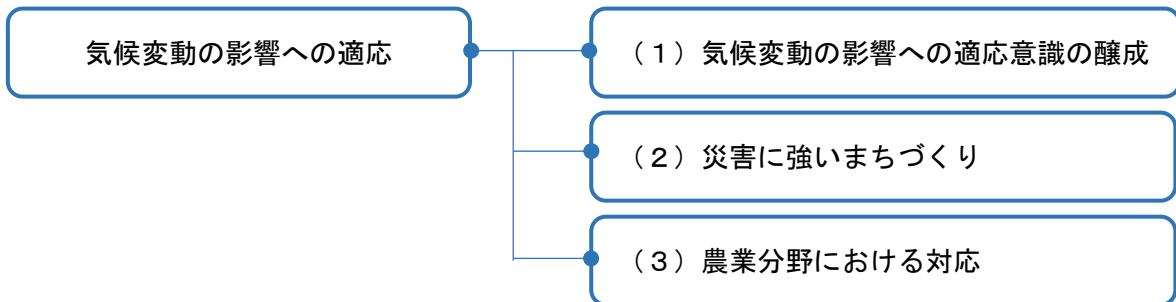 気候変動の影響への適応
（１）気候変動の影響への適応意識の醸成
（２）災害に強いまちづくり
（３）農業分野における対応